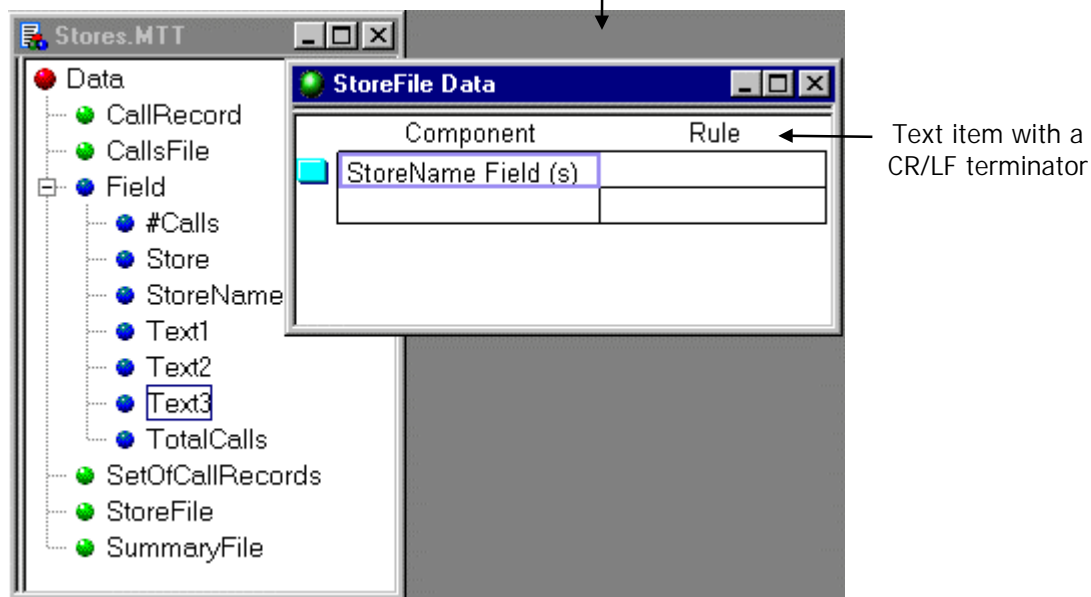 Stores.MTT
Data
CallRecord
CallsFile
Field
#Calls
Store
StoreName
Text1
Text2
Text3
TotalCalls
SetOfCallRecords
StoreFile
SummaryFile
StoreFile Data
Component Rule
StoreName Field (s)
Text item with a
CR/LF terminator